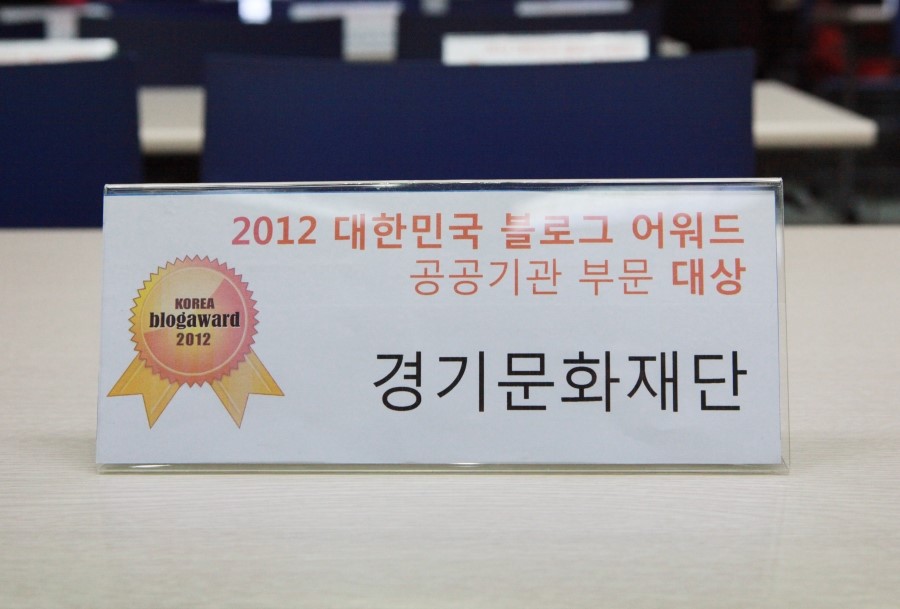 2012 대한민국 블로그 어워드
공공기관 부문 대상
KOREA
blogaward
2012
경기문화재단